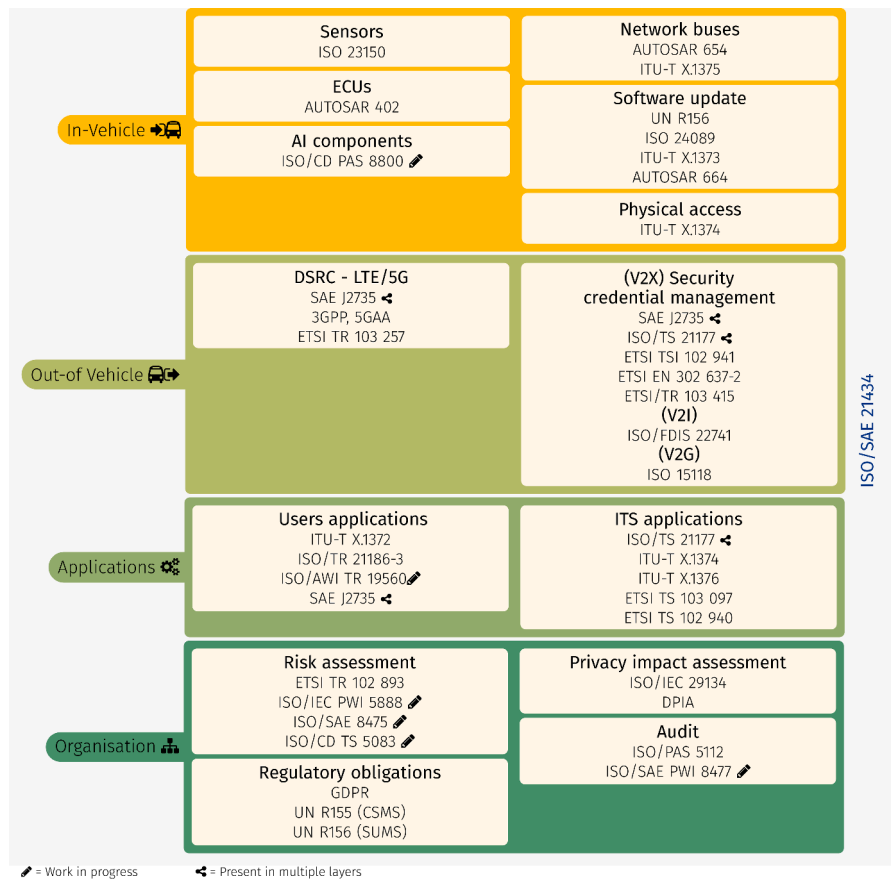 In-Vehicle
Sensors
ISO 23150
ECUs
AUTOSAR 402
AI components
ISO/CD PAS 8800
Network buses
AUTOSAR 654
ITU-T X.1375
Software update
UN R156
ISO 24089
ITU-T X.1373
AUTOSAR 664
Physical access
ITU-T X.1374
Out-of Vehicle
DSRC - LTE/5G
SAE J2735
3GPP, 5GAA
ETSI TR 103 257
(V2X) Security
credential management
SAE J2735
ISO/TS 21177
ETSI TSI 102 941
ETSI EN 302 637-2
ETSI/TR 103 415
(V2I)
ISO/FDIS 22741
(V2G)
ISO 15118
Applications
Users applications
ITU-T X.1372
ISO/TR 21186-3
ISO/AWI TR 19560
SAE J2735
ITS applications
ISO/TS 21177
ITU-T X.1374
ITU-T X.1376
ETSI TS 103 097
ETSI TS 102 940
Organisation
Risk assessment
ETSI TR 102 893
ISO/IEC PWI 5888
ISO/SAE 8475
ISO/CD TS 5083
Regulatory obligations
GDPR
UN R155 (CSMS)
UN R156 (SUMS)
Privacy impact assessment
ISO/IEC 29134
DPIA
Audit
ISO/PAS 5112
ISO/SAE PWI 8477
ISO/SAE 21434
= Work in progress
= Present in multiple layers